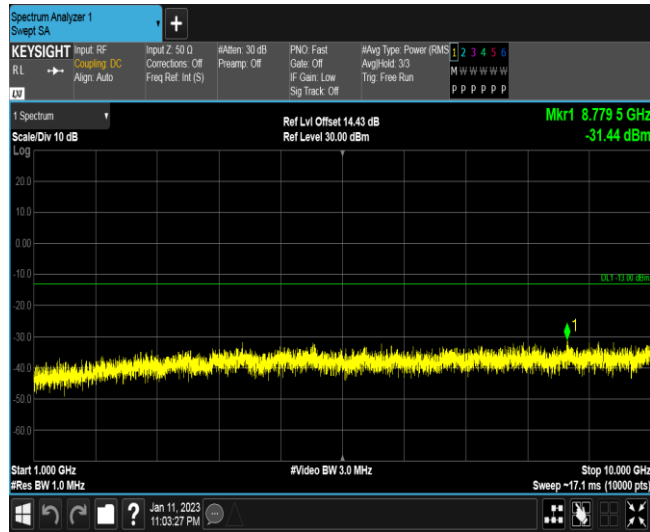 Spectrum Analyzer 1
Swept SA
+
KEYSIGHT
RL
LXI
Input: RF
Coupling: DC
Align: Auto
Input Z: 50 Ω
Corrections: Off
Freq Ref: Int (S)
#Atten: 30 dB
Preamp: Off
PNO: Fast
Gate: Off
IF Gain: Low
Sig Track: Off
#Avg Type: Power (RMS
Avg|Hold: 3/3
Trig: Free Run
1 2 3 4 5 6
M W W W W W
P P P P P P
1 Spectrum
Scale/Div 10 dB
Log
Ref Lvl Offset 14.43 dB
Ref Level 30.00 dBm
Mkr1 8.779 5 GHz
-31.44 dBm
20.0
10.0
0.00
-10.0
DL1 -13.00 dBm
-20.0
-30.0
1
-40.0
-50.0
-60.0
Start 1.000 GHz
#Video BW 3.0 MHz
Stop 10.000 GHz
#Res BW 1.0 MHz
Sweep ~17.1 ms (10000 pts)
?
Jan 11, 2023
11:03:27 PM